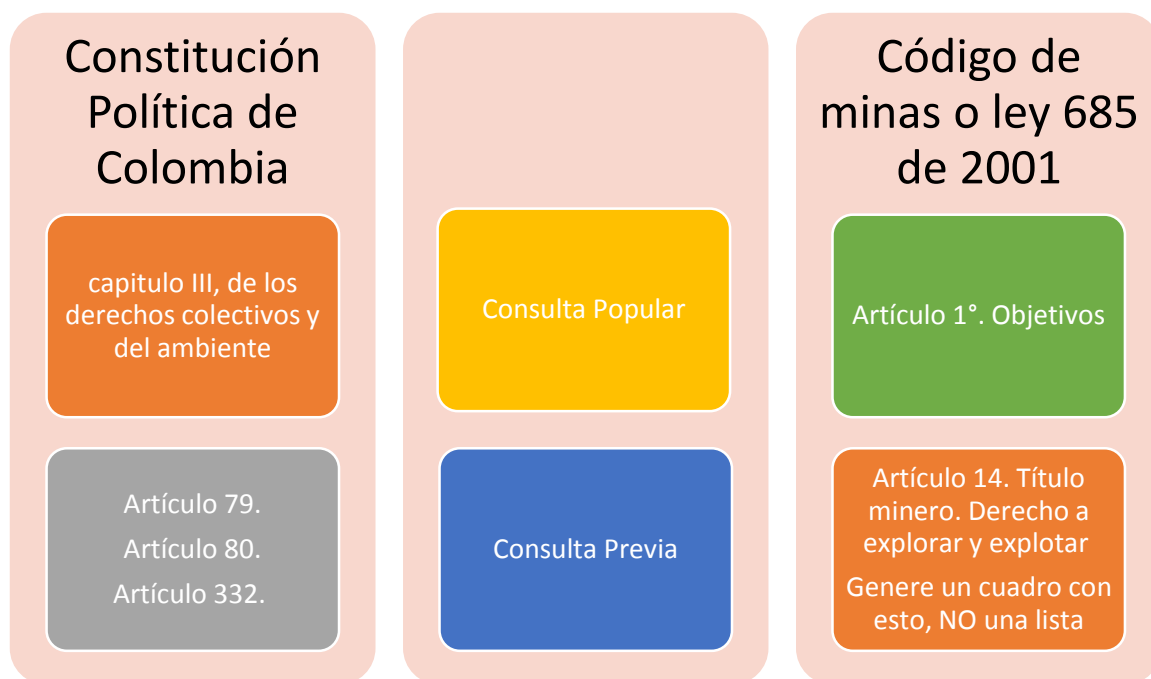 Constitución
Política de
Colombia
capitulo III, de los
derechos colectivos y
del ambiente
Artículo 79.
Artículo 80.
Artículo 332.
Consulta Popular
Consulta Previa
Código de
minas o ley 685
de 2001
Artículo 1°. Objetivos
Artículo 14. Título
minero. Derecho a
explorar y explotar
Genere un cuadro con
esto, NO una lista